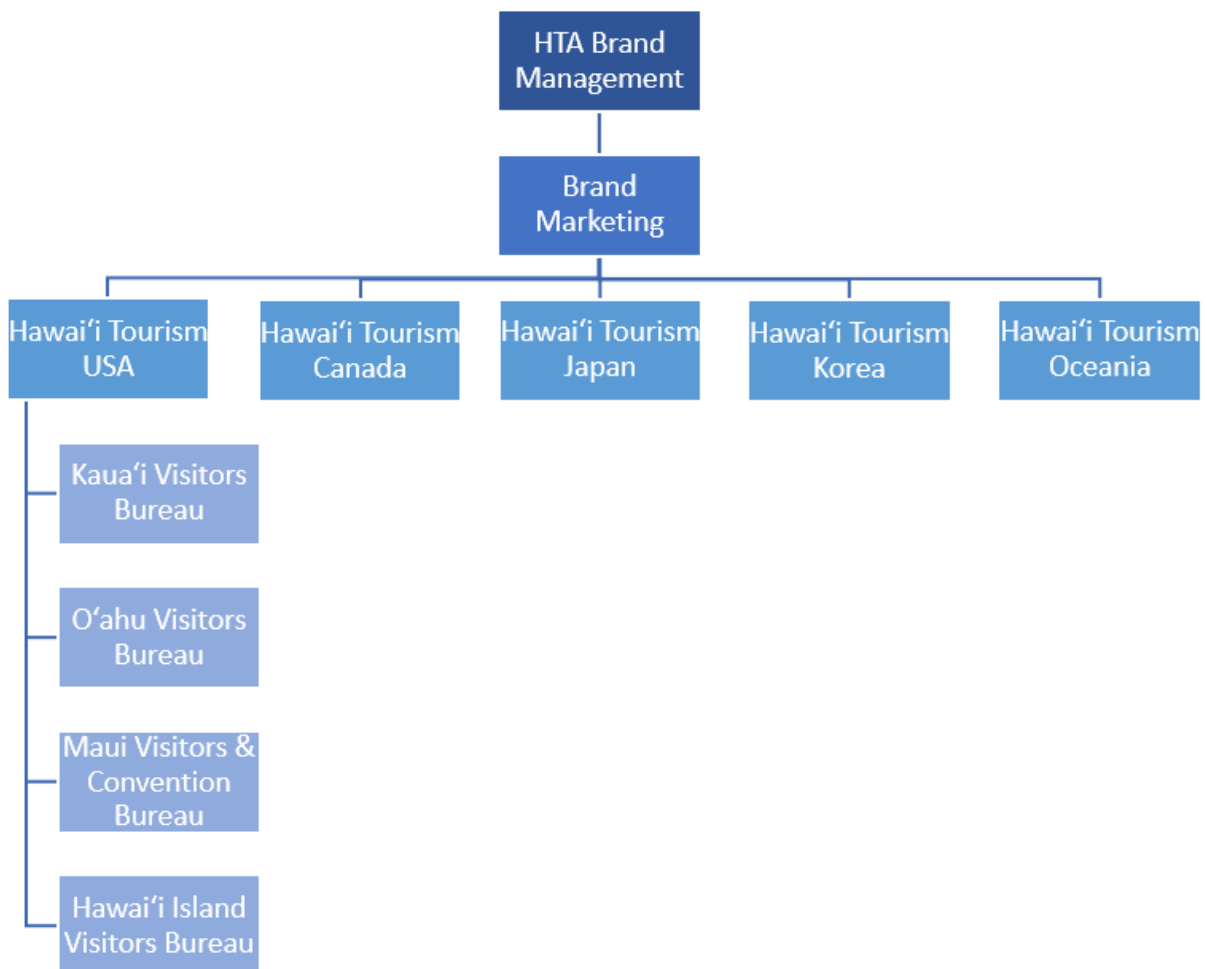 HTA Brand
Management
Brand
Marketing
Hawaiʻi Tourism
USA
Hawaiʻi Tourism
Canada
Hawaiʻi Tourism
Japan
Hawaiʻi Tourism
Korea
Hawaiʻi Tourism
Oceania
Kauaʻi Visitors
Bureau
Oʻahu Visitors
Bureau
Maui Visitors &
Convention
Bureau
Hawaiʻi Island
Visitors Bureau